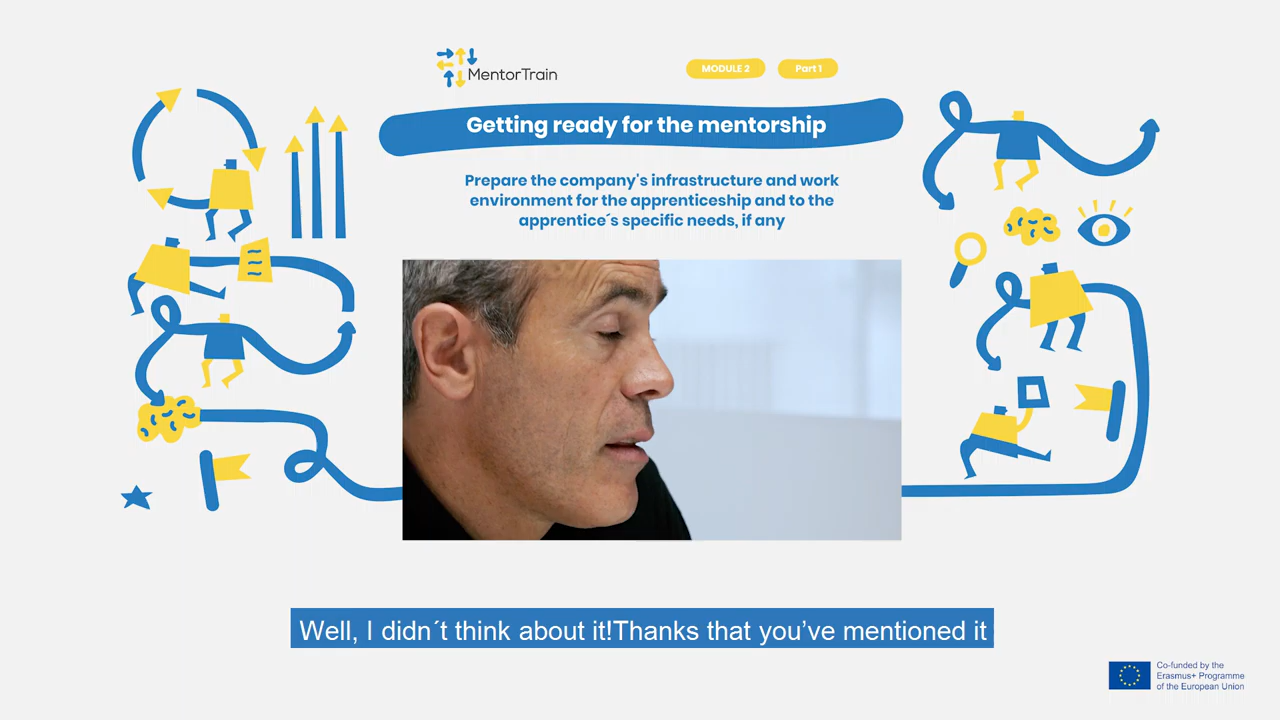 MentorTrain
MODULE 2
Part 1
Getting ready for the mentorship
Prepare the company's infrastructure and work
environment for the apprenticeship and to the
apprentice´s specific needs, if any
Well, I didn´t think about it!Thanks that you’ve mentioned it
Co-funded by the
Erasmus+ Programme
of the European Union